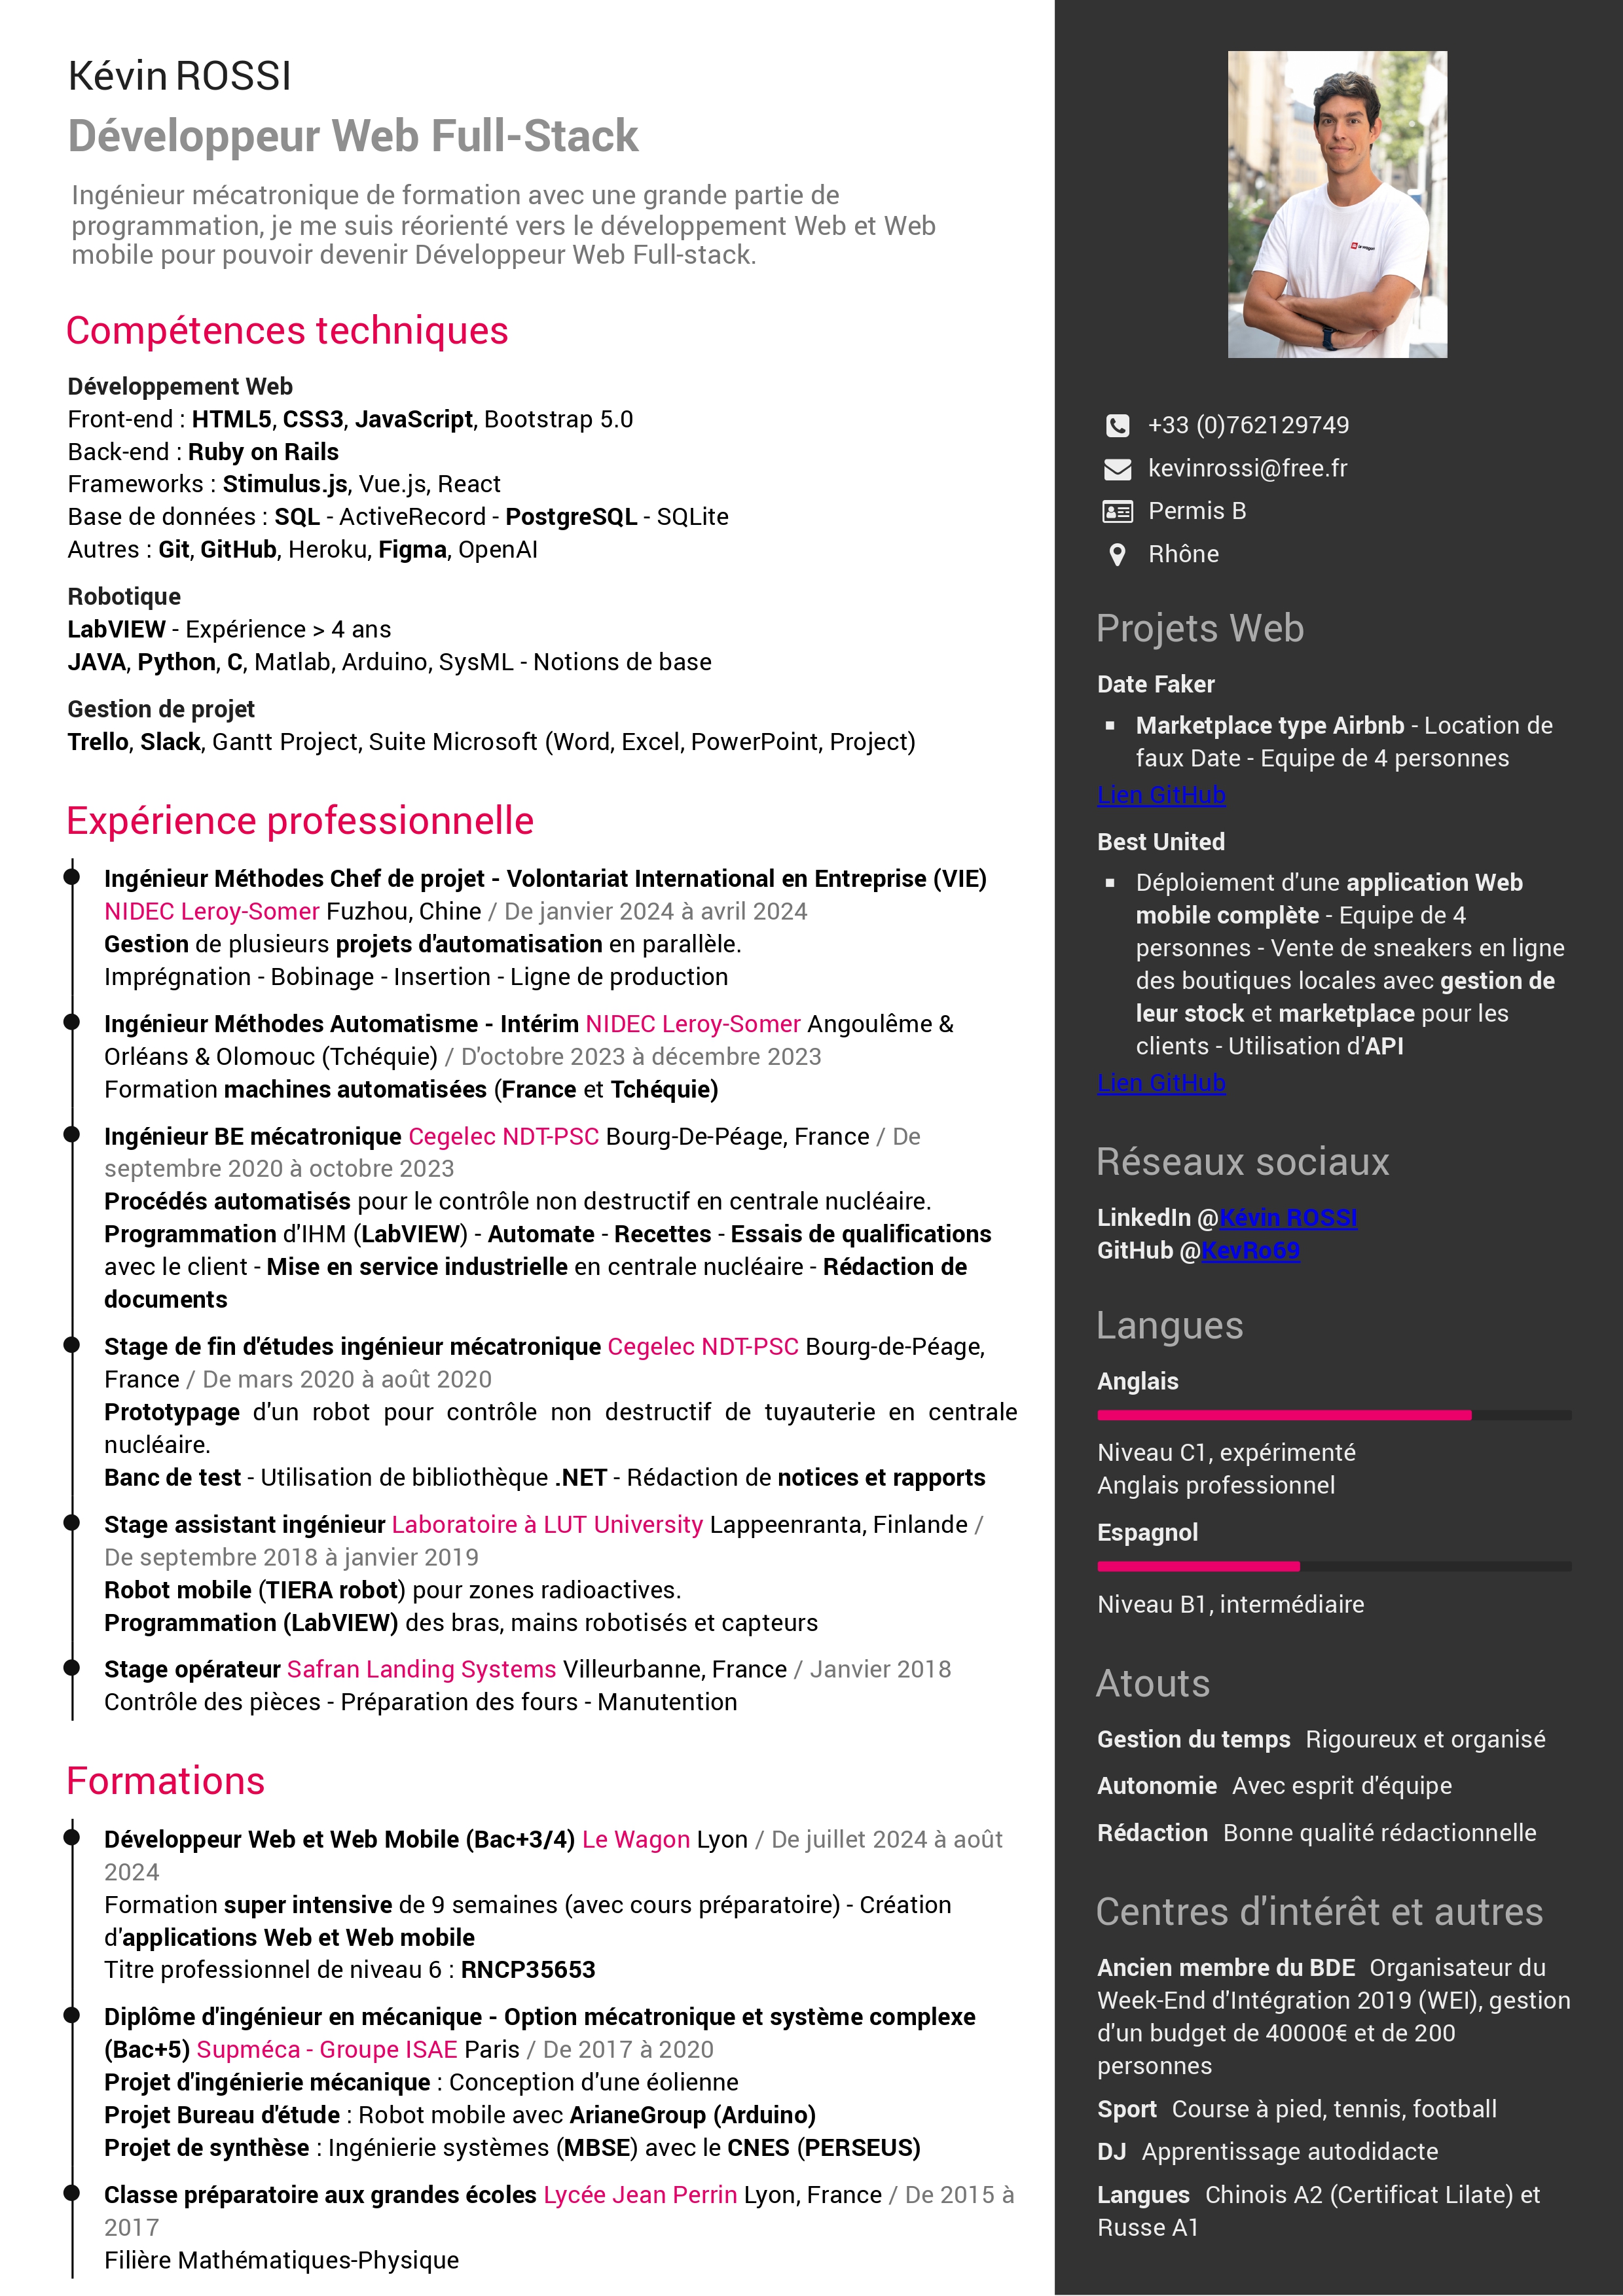 Kévin ROSSI
Développeur Web Full-Stack
Ingénieur mécatronique de formation avec une grande partie de
programmation, je me suis réorienté vers le développement Web et Web
mobile pour pouvoir devenir Développeur Web Full-stack.
Compétences techniques
Développement Web
Front-end : HTML5, CSS3, JavaScript, Bootstrap 5.0
Back-end : Ruby on Rails
Frameworks : Stimulus.js, Vue.js, React
Base de données : SQL - ActiveRecord - PostgreSQL - SQLite
Autres : Git, GitHub, Heroku, Figma, OpenAI
Robotique
LabVIEW - Expérience > 4 ans
JAVA, Python, C, Matlab, Arduino, SysML - Notions de base
Gestion de projet
Trello, Slack, Gantt Project, Suite Microsoft (Word, Excel, PowerPoint, Project)
Expérience professionnelle
Ingénieur Méthodes Chef de projet - Volontariat International en Entreprise (VIE)
NIDEC Leroy-Somer Fuzhou, Chine / De janvier 2024 à avril 2024
Gestion de plusieurs projets d'automatisation en parallèle.
Imprégnation - Bobinage - Insertion - Ligne de production
Ingénieur Méthodes Automatisme - Intérim NIDEC Leroy-Somer Angoulême &
Orléans & Olomouc (Tchéquie) / D'octobre 2023 à décembre 2023
Formation machines automatisées (France et Tchéquie)
Ingénieur BE mécatronique Cegelec NDT-PSC Bourg-De-Péage, France / De
septembre 2020 à octobre 2023
Procédés automatisés pour le contrôle non destructif en centrale nucléaire.
Programmation d'IHM (LabVIEW) - Automate - Recettes - Essais de qualifications
avec le client - Mise en service industrielle en centrale nucléaire - Rédaction de
documents
Stage de fin d'études ingénieur mécatronique Cegelec NDT-PSC Bourg-de-Péage,
France / De mars 2020 à août 2020
Prototypage d'un robot pour contrôle non destructif de tuyauterie en centrale
nucléaire.
Banc de test - Utilisation de bibliothèque .NET - Rédaction de notices et rapports
Stage assistant ingénieur Laboratoire à LUT University Lappeenranta, Finlande /
De septembre 2018 à janvier 2019
Robot mobile (TIERA robot) pour zones radioactives.
Programmation (LabVIEW) des bras, mains robotisés et capteurs
Stage opérateur Safran Landing Systems Villeurbanne, France / Janvier 2018
Contrôle des pièces - Préparation des fours - Manutention
Formations
Développeur Web et Web Mobile (Bac+3/4) Le Wagon Lyon / De juillet 2024 à août
2024
Formation super intensive de 9 semaines (avec cours préparatoire) - Création
d'applications Web et Web mobile
Titre professionnel de niveau 6 : RNCP35653
Diplôme d'ingénieur en mécanique - Option mécatronique et système complexe
(Bac+5) Supméca - Groupe ISAE Paris / De 2017 à 2020
Projet d'ingénierie mécanique : Conception d'une éolienne
Projet Bureau d'étude : Robot mobile avec ArianeGroup (Arduino)
Projet de synthèse : Ingénierie systèmes (MBSE) avec le CNES (PERSEUS)
Classe préparatoire aux grandes écoles Lycée Jean Perrin Lyon, France / De 2015 à
2017
Filière Mathématiques-Physique
+33 (0)762129749
kevinrossi@free.fr
Permis B
Rhône
Projets Web
Date Faker
Marketplace type Airbnb - Location de
faux Date - Equipe de 4 personnes
Lien GitHub
Best United
Déploiement d'une application Web
mobile complète - Equipe de 4
personnes - Vente de sneakers en ligne
des boutiques locales avec gestion de
leur stock et marketplace pour les
clients - Utilisation d'API
Lien GitHub
Réseaux sociaux
LinkedIn @Kévin ROSSI
GitHub @KevRo69
Langues
Anglais
Niveau C1, expérimenté
Anglais professionnel
Espagnol
Niveau B1, intermédiaire
Atouts
Gestion du temps Rigoureux et organisé
Autonomie Avec esprit d'équipe
Rédaction Bonne qualité rédactionnelle
Centres d'intérêt et autres
Ancien membre du BDE Organisateur du
Week-End d'Intégration 2019 (WEI), gestion
d'un budget de 40000€ et de 200
personnes
Sport Course à pied, tennis, football
DJ Apprentissage autodidacte
Langues Chinois A2 (Certificat Lilate) et
Russe A1